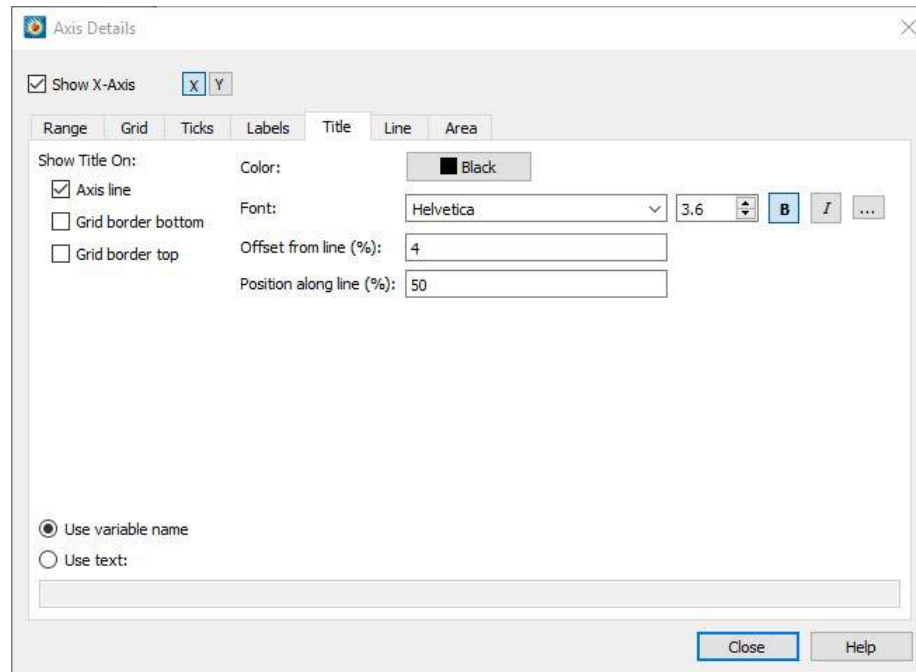 Axis Details
Show X-Axis X Y
Range Grid Ticks Labels Title Line Area
Show Title On:
Axis line
Grid border bottom
Grid border top
Color: Black
Font: Helvetica 3.6 B I ...
Offset from line (%): 4
Position along line (%): 50
Use variable name
Use text:
Close Help